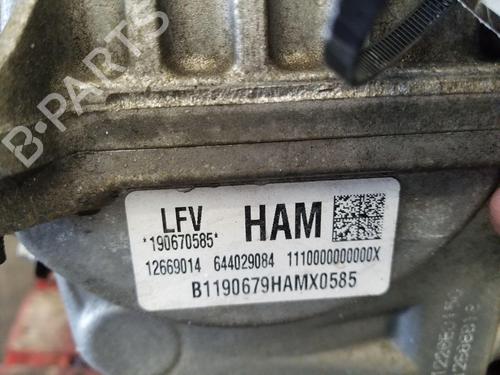 B-PARTS
LFV
HAM
*190670585*
12669014 644029084 1110000000000X
B1190679HAMX0585